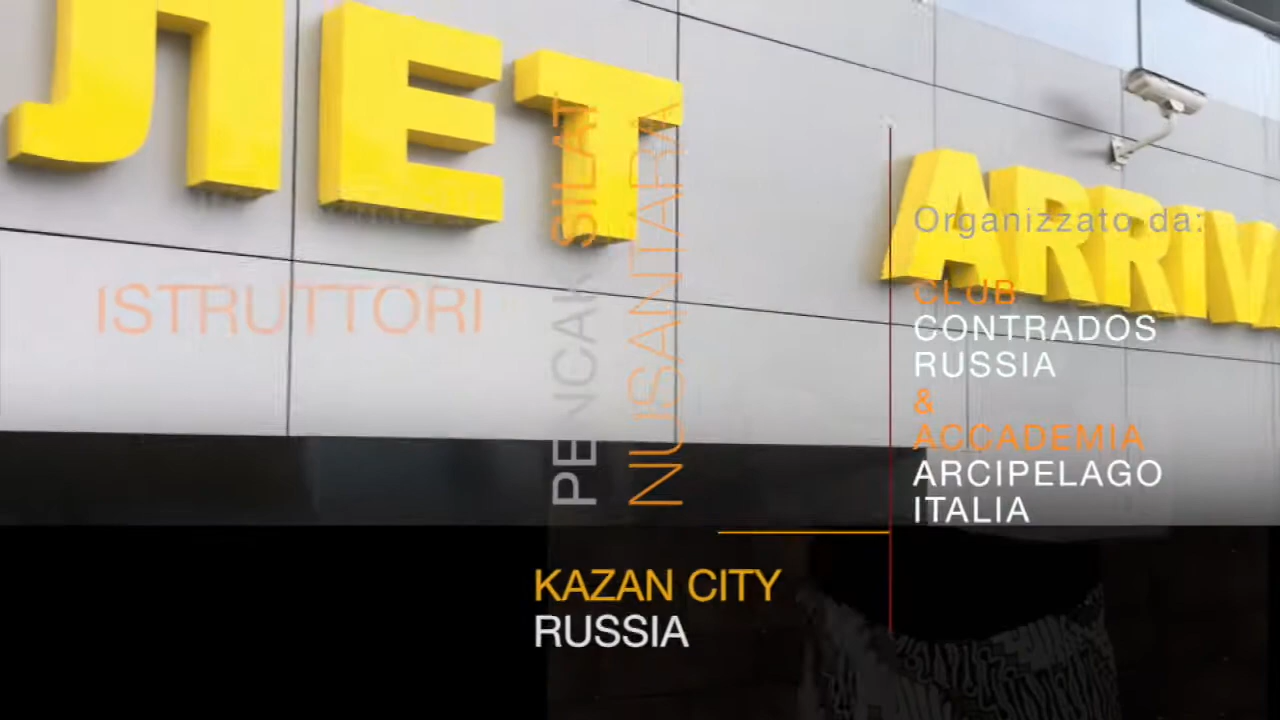 ЛЕТ
ARRIV
PENCAK SILAT
NUSANTARA
ISTRUTTORI
Organizzato da:
CLUB
CONTRADOS
RUSSIA
&
ACCADEMIA
ARCIPELAGO
ITALIA
KAZAN CITY
RUSSIA